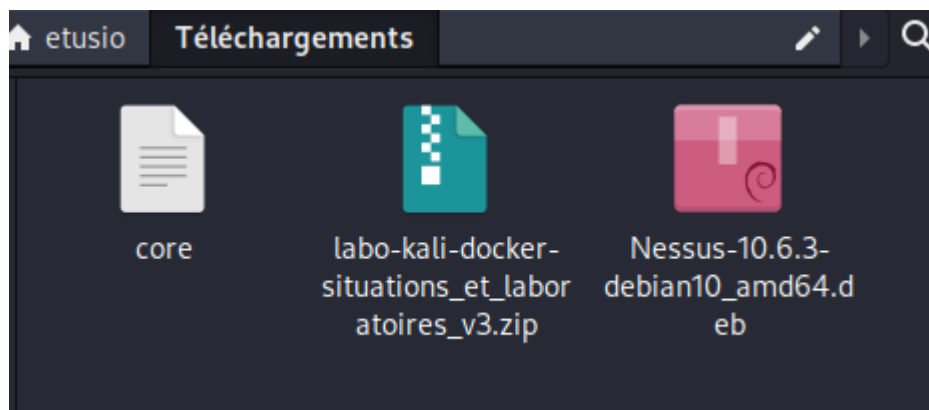 etusio Téléchargements
core
labo-kali-docker-
situations_et_labor
atoires_v3.zip
Nessus-10.6.3-
debian10_amd64.d
eb